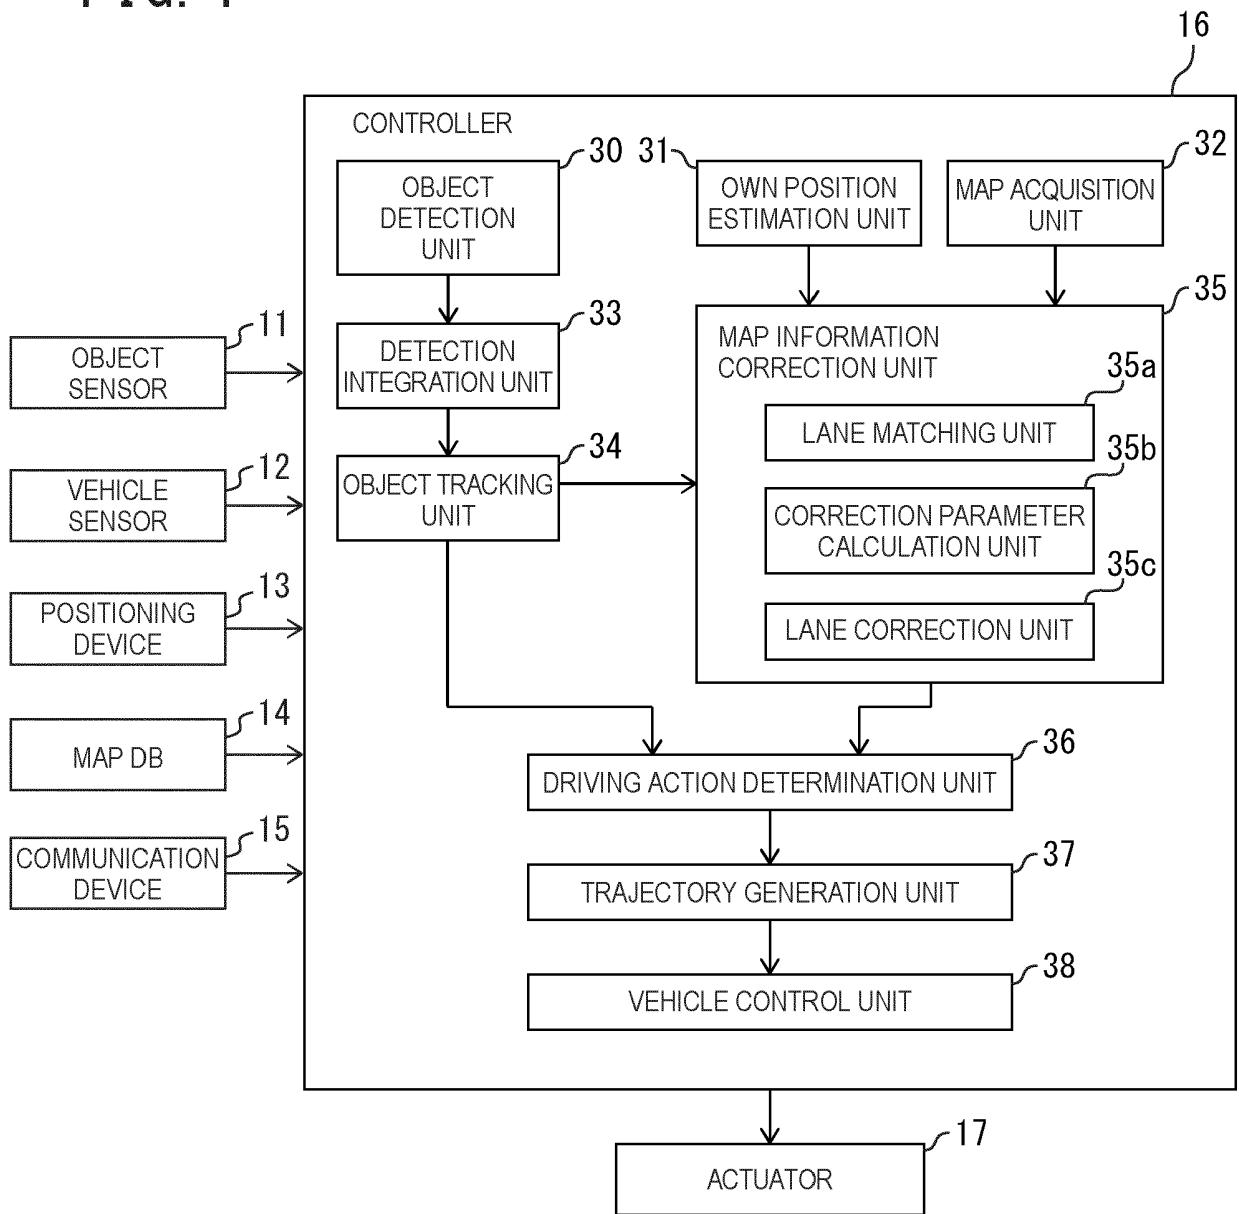 16
CONTROLLER
30
OBJECT
DETECTION
UNIT
31
OWN POSITION
ESTIMATION UNIT
32
MAP ACQUISITION
UNIT
11
OBJECT
SENSOR
33
DETECTION
INTEGRATION UNIT
35
MAP INFORMATION
CORRECTION UNIT
35a
LANE MATCHING UNIT
12
VEHICLE
SENSOR
34
OBJECT TRACKING
UNIT
35b
CORRECTION PARAMETER
CALCULATION UNIT
13
POSITIONING
DEVICE
35c
LANE CORRECTION UNIT
14
MAP DB
36
DRIVING ACTION DETERMINATION UNIT
15
COMMUNICATION
DEVICE
37
TRAJECTORY GENERATION UNIT
38
VEHICLE CONTROL UNIT
17
ACTUATOR